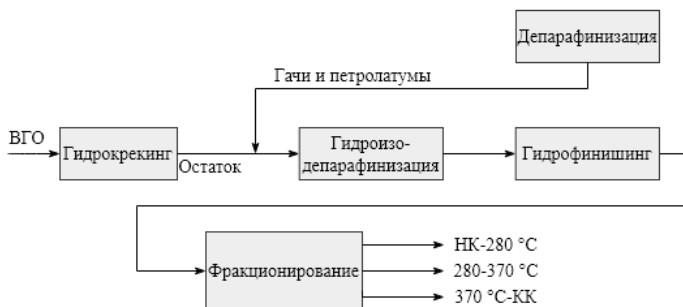 Депарафинизация
Гачи и петролатумы
ВГО
Гидрокрекинг
Остаток
Гидроизо-
депарафинизация
Гидрофинишинг
Фракционирование
НК-280 °С
280-370 °С
370 °С-КК